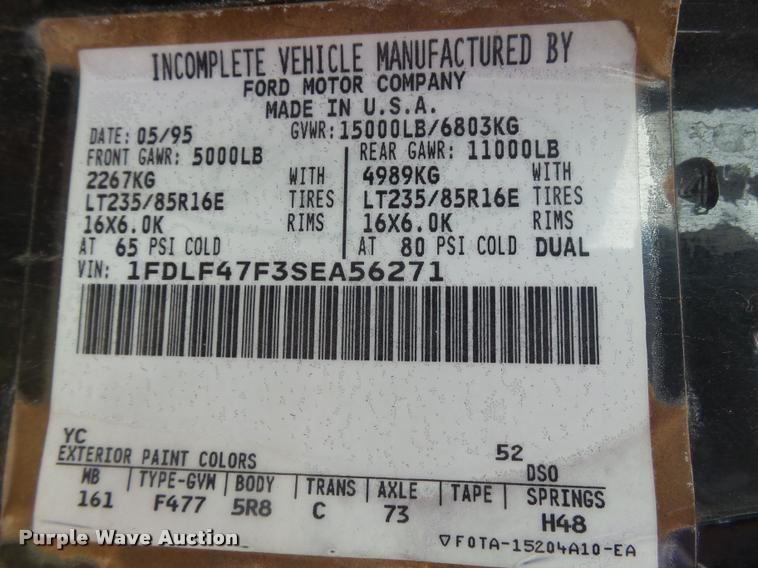 INCOMPLETE VEHICLE MANUFACTURED BY
FORD MOTOR COMPANY
MADE IN U.S.A.
DATE: 05/95 GVWR: 15000LB/6803KG
FRONT GAWR: 5000LB REAR GAWR: 11000LB
2267KG WITH 4989KG WITH
LT235/85R16E TIRES LT235/85R16E TIRES
16X6.0K RIMS 16X6.0K RIMS
AT 65 PSI COLD AT 80 PSI COLD DUAL
VIN: 1FDLF47F3SEA56271
YC 52
EXTERIOR PAINT COLORS DSO
MB TYPE-GVW BODY TRANS AXLE TAPE SPRINGS
161 F477 5R8 C 73 H48
▽F0TA-15204A10-EA
Purple Wave Auction